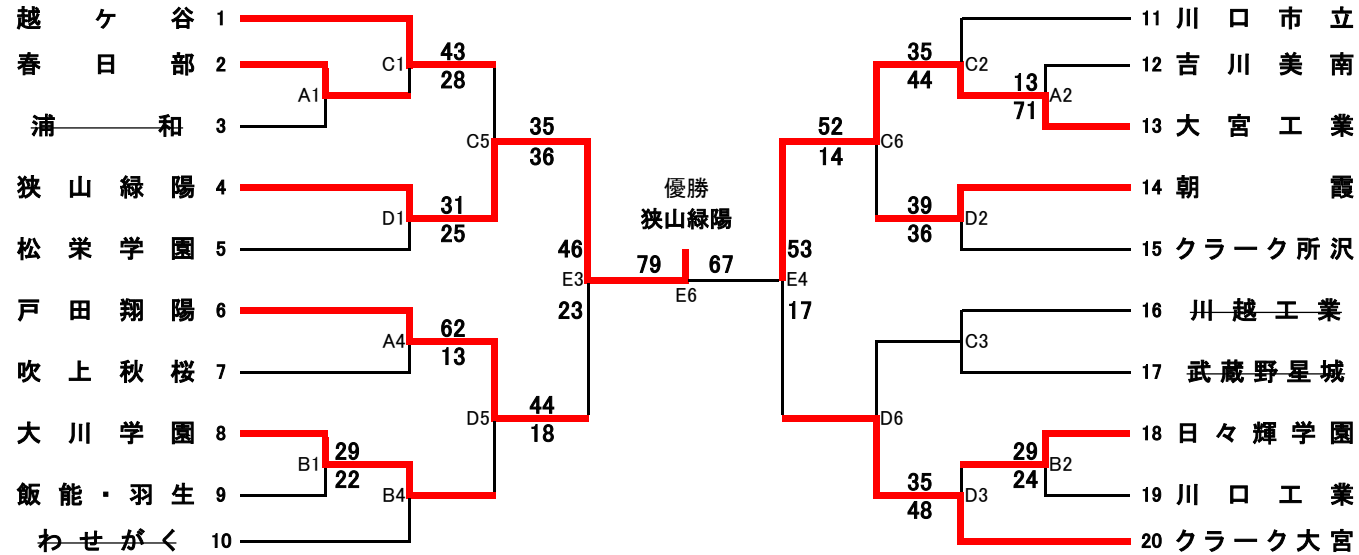 越ヶ谷 1
春日部 2
浦和 3
狭山緑陽 4
松栄学園 5
戸田翔陽 6
吹上秋桜 7
大川学園 8
飯能・羽生 9
わせがく 10
A1
C1
43
28
C5
35
36
D1
31
25
A4
62
13
D5
44
18
B1
29
22
B4
46
E3
23
優勝
狭山緑陽
79
67
E6
53
E4
17
52
14
C6
35
44
C2
13
71
A2
39
36
D2
C3
D6
29
24
B2
35
48
D3
11 川口市立
12 吉川美南
13 大宮工業
14 朝霞
15 クラーク所沢
16 川越工業
17 武蔵野星城
18 日々輝学園
19 川口工業
20 クラーク大宮